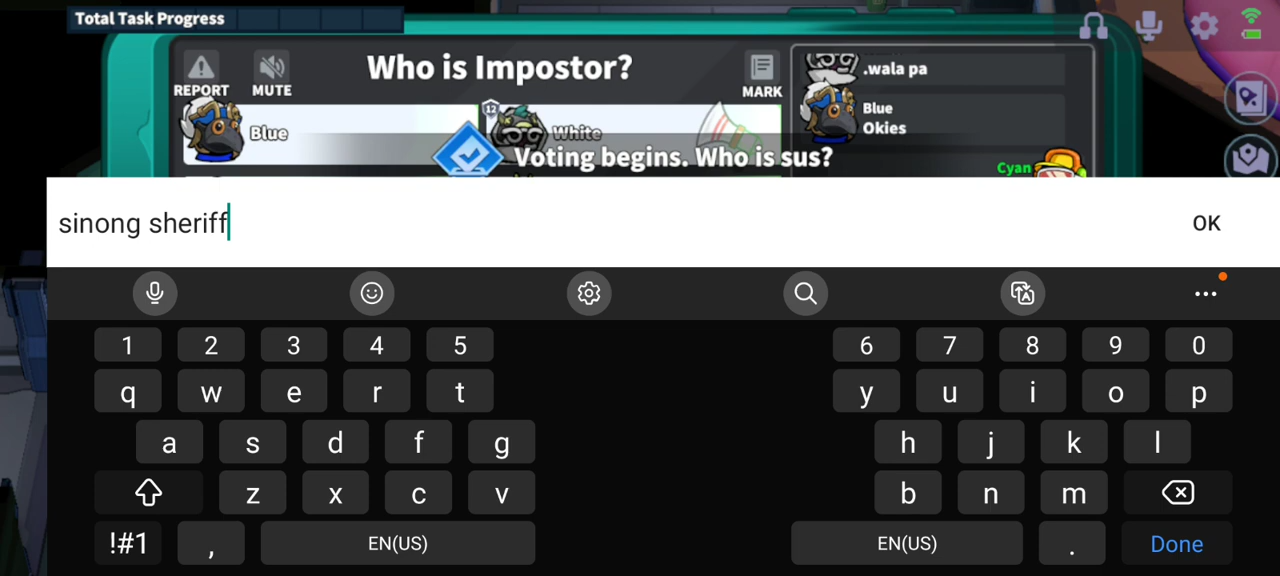 Total Task Progress
Who is Impostor?
REPORT
MUTE
MARK
.wala pa
Blue
12
White
Blue
Okies
Voting begins. Who is sus?
Cyan
sinong sheriff
OK
1 2 3 4 5 6 7 8 9 0
q w e r t y u i o p
a s d f g h j k l
z x c v b n m
!#1 , EN(US) EN(US) . Done